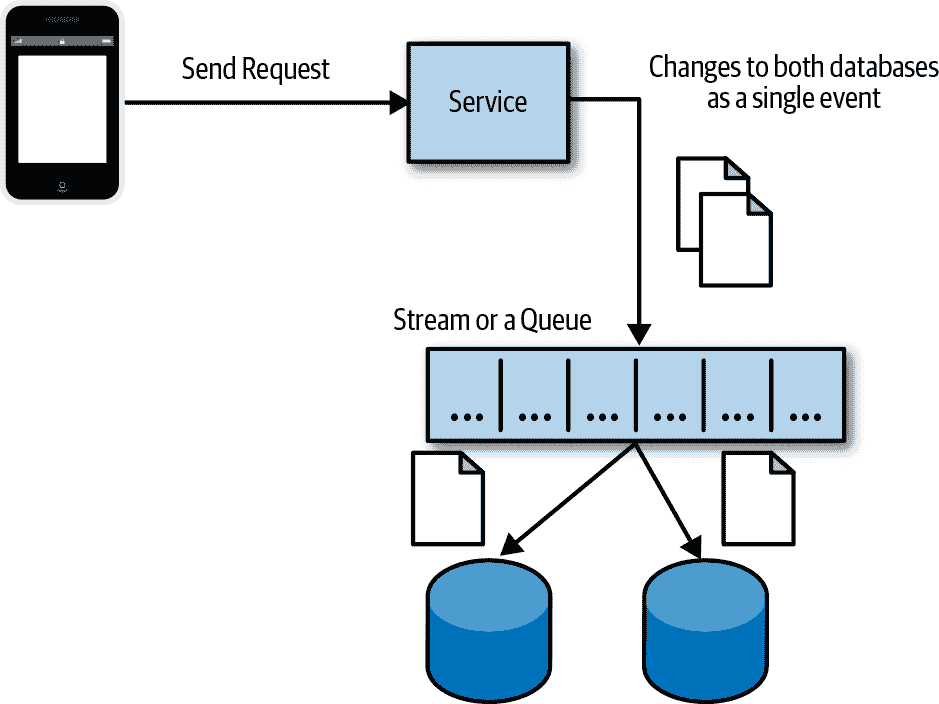 Send Request
Service
Changes to both databases
as a single event
Stream or a Queue
... ... ... ... ... ...